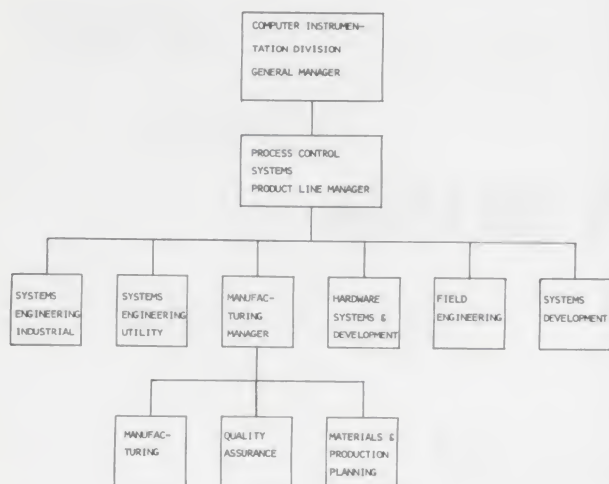 COMPUTER INSTRUMEN-
TATION DIVISION
GENERAL MANAGER
PROCESS CONTROL
SYSTEMS
PRODUCT LINE MANAGER
SYSTEMS
ENGINEERING
INDUSTRIAL
SYSTEMS
ENGINEERING
UTILITY
MANUFAC-
TURING
MANAGER
HARDWARE
SYSTEMS &
DEVELOPMENT
FIELD
ENGINEERING
SYSTEMS
DEVELOPMENT
MANUFAC-
TURING
QUALITY
ASSURANCE
MATERIALS &
PRODUCTION
PLANNING